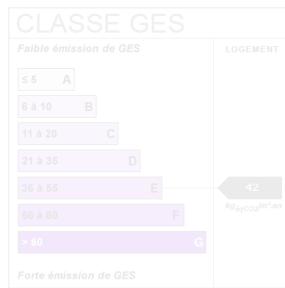 CLASSE GES
Faible émission de GES
LOGEMENT
≤ 5 A
6 à 10 B
11 à 20 C
21 à 35 D
36 à 55 E
42
56 à 80 F
> 80 G
Forte émission de GES